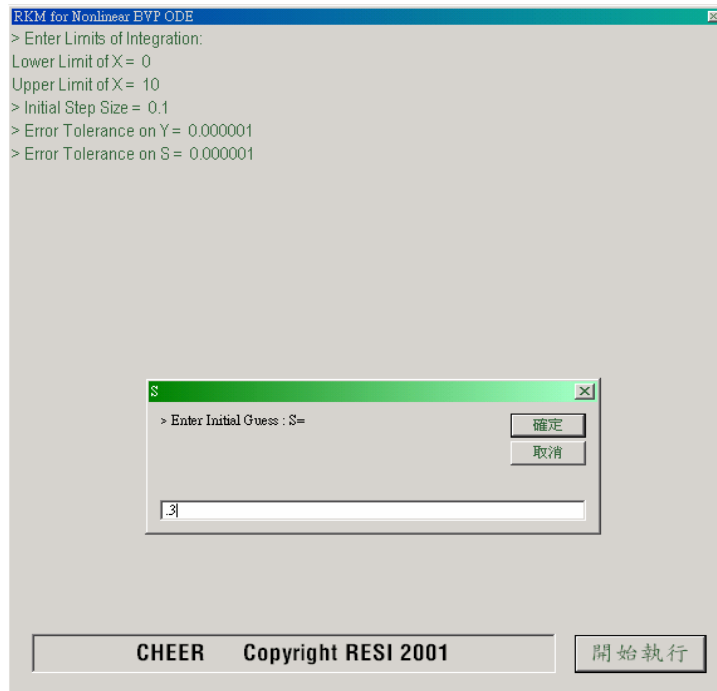 RKM for Nonlinear BVP ODE
> Enter Limits of Integration:
Lower Limit of X = 0
Upper Limit of X = 10
> Initial Step Size = 0.1
> Error Tolerance on Y = 0.000001
> Error Tolerance on S = 0.000001
S
> Enter Initial Guess : S=
確定
取消
.3
CHEER Copyright RESI 2001
開始執行